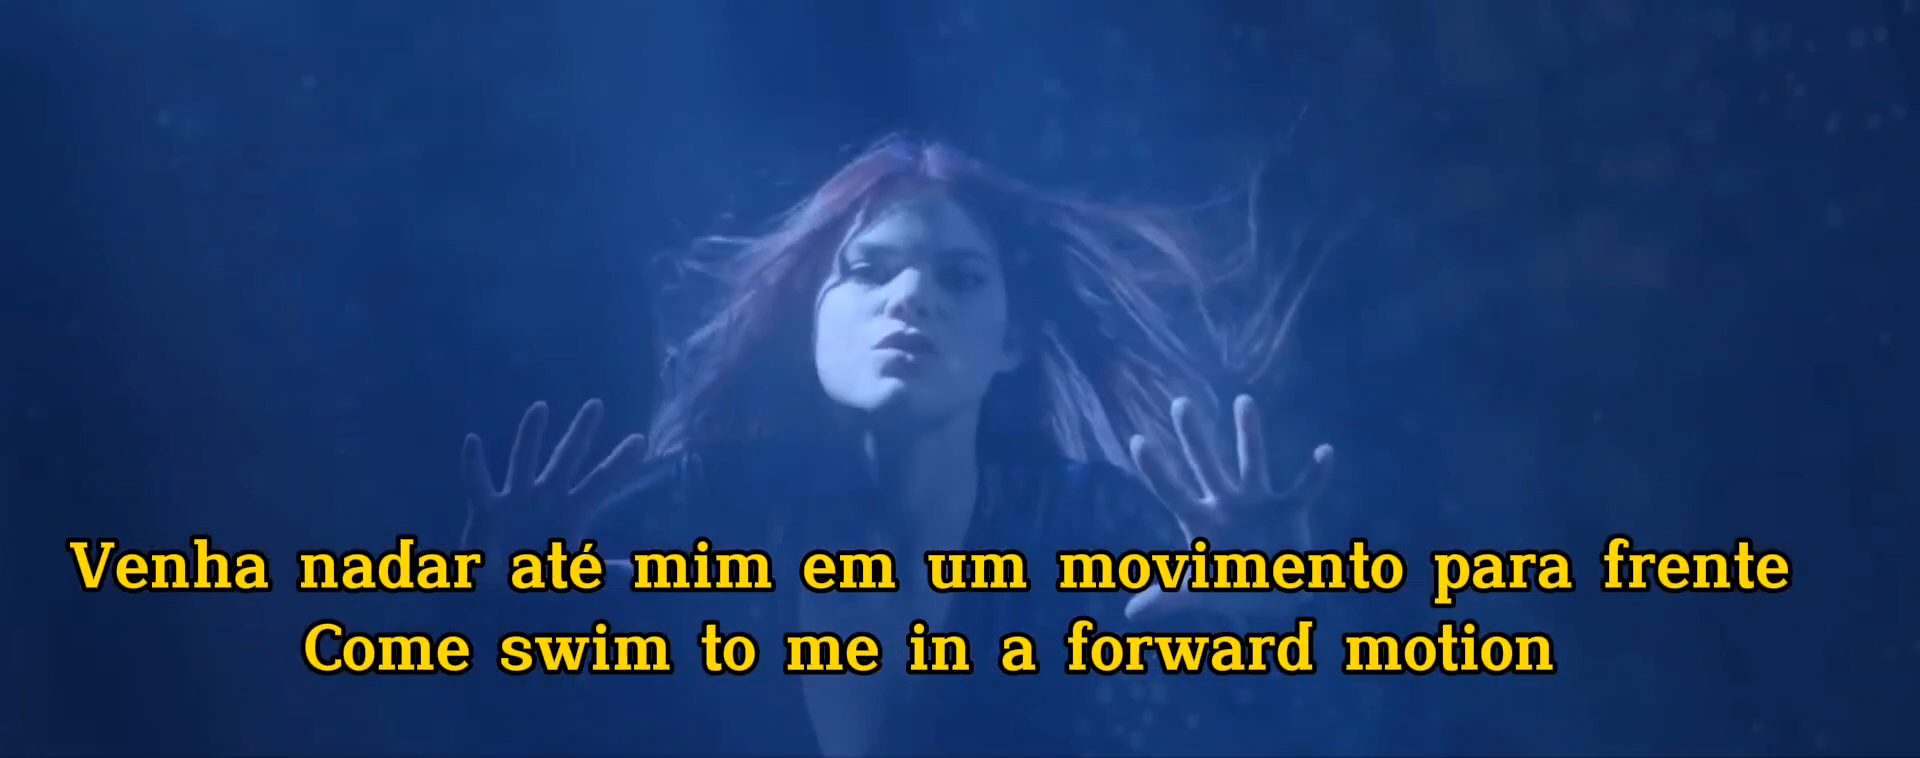 Venha nadar até mim em um movimento para frente
Come swim to me in a forward motion